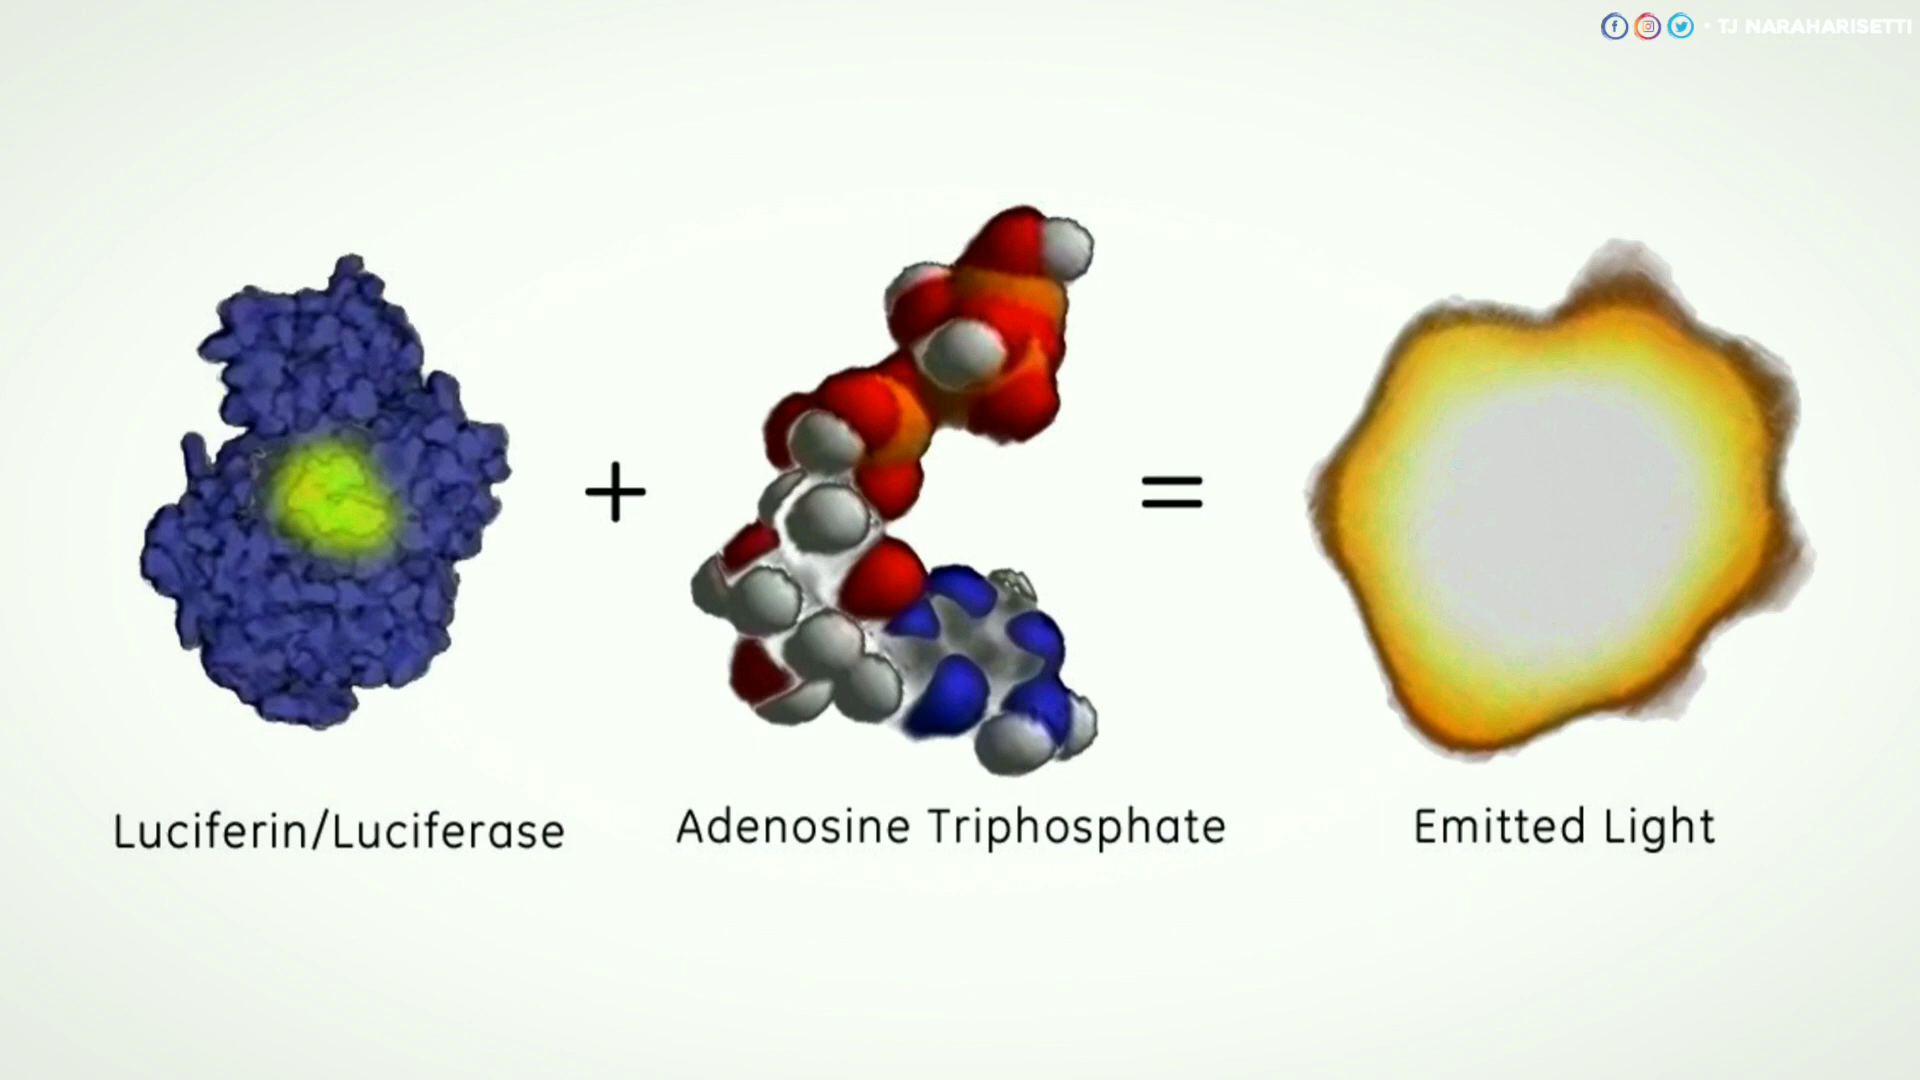 • TJ NARAHARISETTI
+
=
Luciferin/Luciferase
Adenosine Triphosphate
Emitted Light